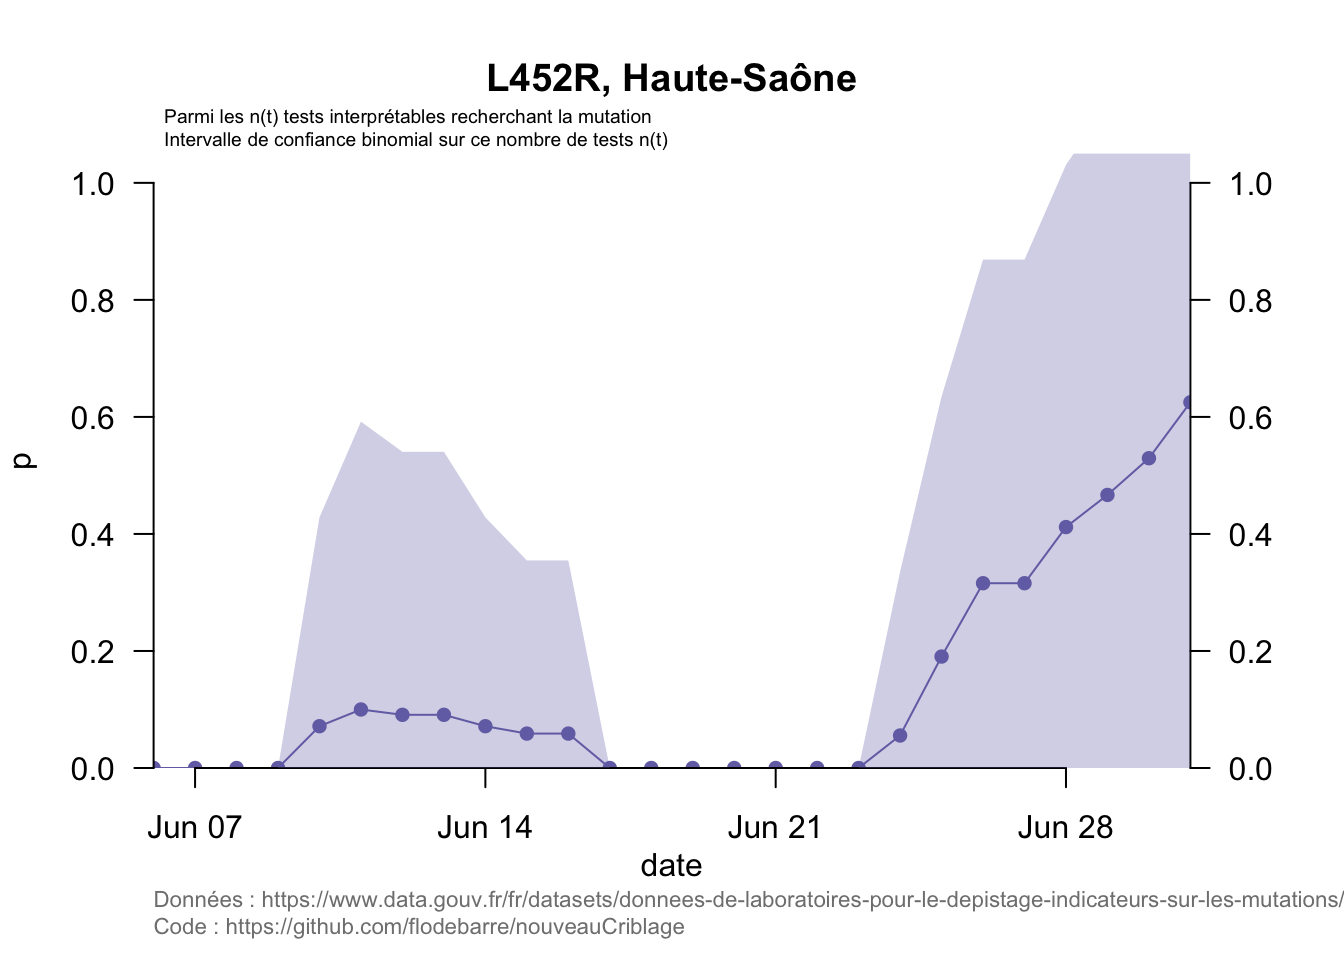 L452R, Haute-Saône
Parmi les n(t) tests interprétables recherchant la mutation
Intervalle de confiance binomial sur ce nombre de tests n(t)
1.0 1.0
0.8 0.8
0.6 0.6
p
0.4 0.4
0.2 0.2
0.0 0.0
Jun 07 Jun 14 Jun 21 Jun 28
date
Données : https://www.data.gouv.fr/fr/datasets/donnees-de-laboratoires-pour-le-depistage-indicateurs-sur-les-mutations/
Code : https://github.com/flodebarre/nouveauCriblage